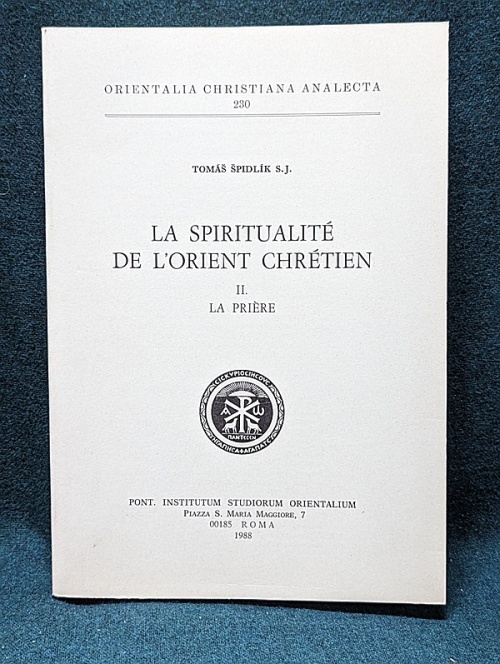 ORIENTALIA CHRISTIANA ANALECTA
230
TOMÁŠ ŠPIDLÍK S.J.
LA SPIRITUALITÉ
DE L'ORIENT CHRÉTIEN
II.
LA PRIÈRE
Α Ω
PONT. INSTITUTUM STUDIORUM ORIENTALIUM
PIAZZA S. MARIA MAGGIORE, 7
00185 ROMA
1988